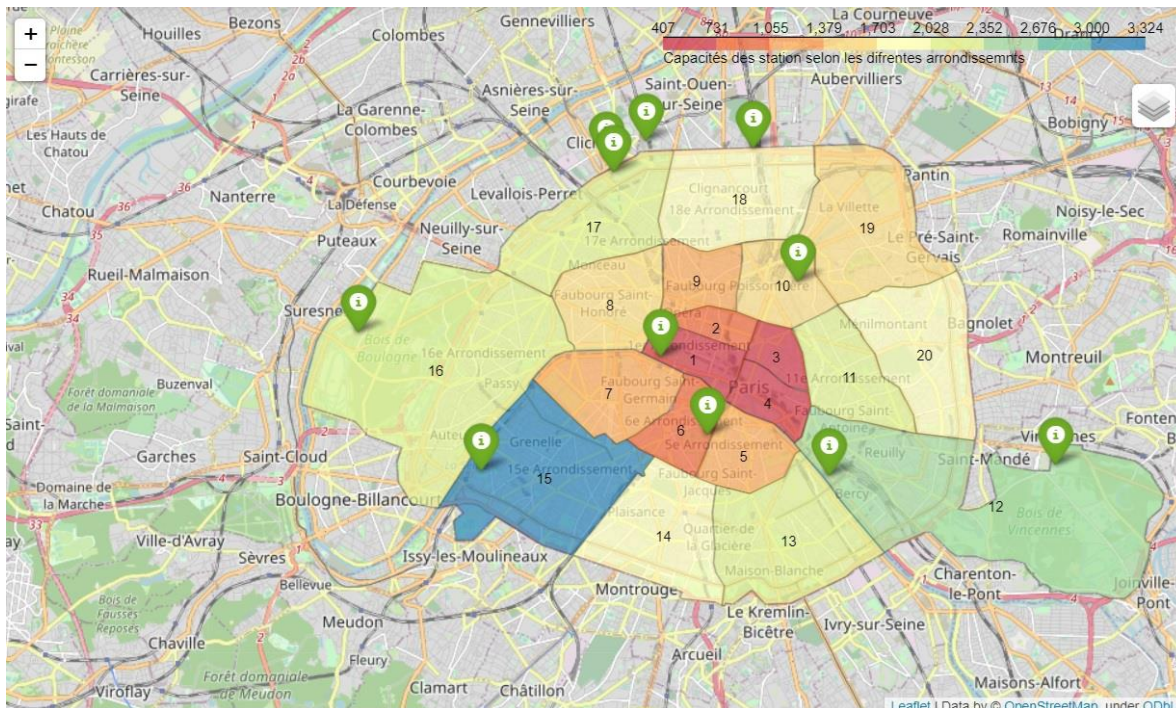 +
−
407 731 1,055 1,379 1,703 2,028 2,352 2,676 3,000 3,324
Capacités des station selon les difrentes arrondissemnts
La Courneuve
Drancy
Bezons
Houilles
Colombes
Gennevilliers
Carrières-sur-
Seine
Asnières-sur-
Seine
Saint-Ouen-
sur-Seine
Aubervilliers
Bobigny
La Garenne-
Colombes
Les Hauts de
Chatou
Courbevoie
Levallois-Perret
Pantin
Nanterre
La Défense
Chatou
Puteaux
Neuilly-sur-
Seine
Noisy-le-Sec
Romainville
Le Pré-Saint-
Gervais
Rueil-Malmaison
Suresnes
Bagnolet
Montreuil
Clignancourt
18
18e Arrondissement
La Villette
19
17
17e Arrondissement
Monceau
Faubourg Saint-
Honoré
8
9
Faubourg Poissonnière
10
Ménilmontant
20
2
1
3
Paris
4
11e Arrondissement
11
Bois de
Boulogne
16e Arrondissement
16
Passy
7
Faubourg Saint-
Germain
6e Arrondissement
6
5e Arrondissement
5
Faubourg Saint-
Antoine
Reuilly
Bercy
Grenelle
15e Arrondissement
15
Faubourg Saint-
Jacques
Plaisance
14
Quartier de
la Glacière
13
Maison-Blanche
12
Bois de
Vincennes
Saint-Mandé
Buzenval
Forêt domaniale
de la Malmaison
Garches
Saint-Cloud
Domaine de
la Marche
Boulogne-Billancourt
Ville-d'Avray
Sèvres
Issy-les-Moulineaux
Bellevue
Bois de
Fausses
Reposes
Meudon
Montrouge
Le Kremlin-
Bicêtre
Ivry-sur-Seine
Charenton-
le-Pont
Joinville-
Pont
Chaville
Fleury
Arcueil
Forêt domaniale
de Meudon
Viroflay
Clamart
Châtillon
Maisons-Alfort
Leaflet | Data by © OpenStreetMap, under ODb